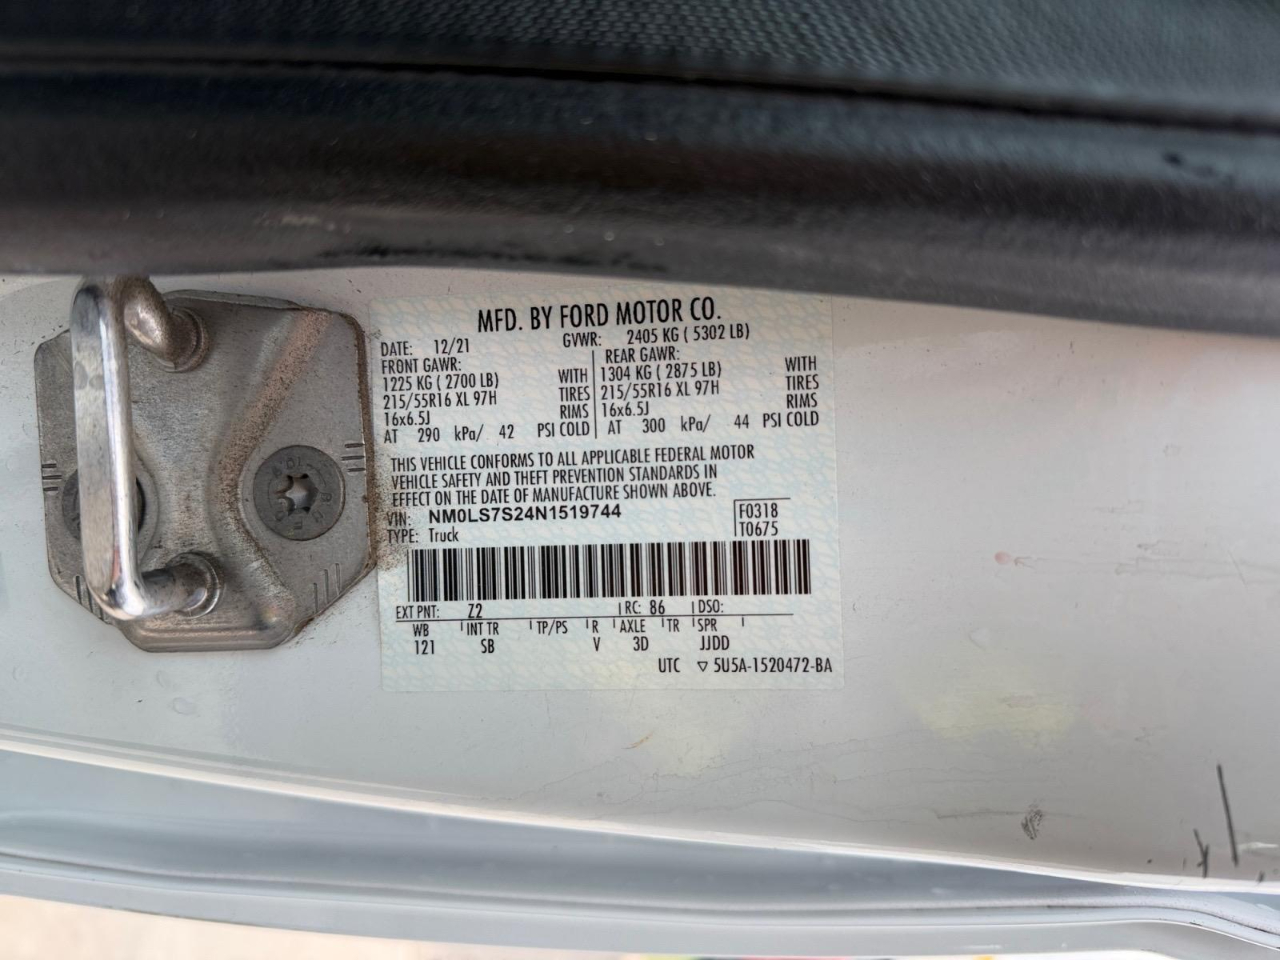 MFD. BY FORD MOTOR CO.
DATE: 12/21 GVWR: 2405 KG ( 5302 LB)
FRONT GAWR: REAR GAWR:
1225 KG ( 2700 LB) WITH 1304 KG ( 2875 LB) WITH
215/55R16 XL 97H TIRES 215/55R16 XL 97H TIRES
16x6.5J RIMS 16x6.5J RIMS
AT 290 kPa/ 42 PSI COLD AT 300 kPa/ 44 PSI COLD
THIS VEHICLE CONFORMS TO ALL APPLICABLE FEDERAL MOTOR
VEHICLE SAFETY AND THEFT PREVENTION STANDARDS IN
EFFECT ON THE DATE OF MANUFACTURE SHOWN ABOVE.
VIN: NM0LS7S24N1519744 F0318
TYPE: Truck T0675
EXT PNT: Z2 RC: 86 DSO:
WB INT TR TP/PS R AXLE TR SPR
121 SB V 3D JJDD
UTC ▽ 5U5A-1520472-BA